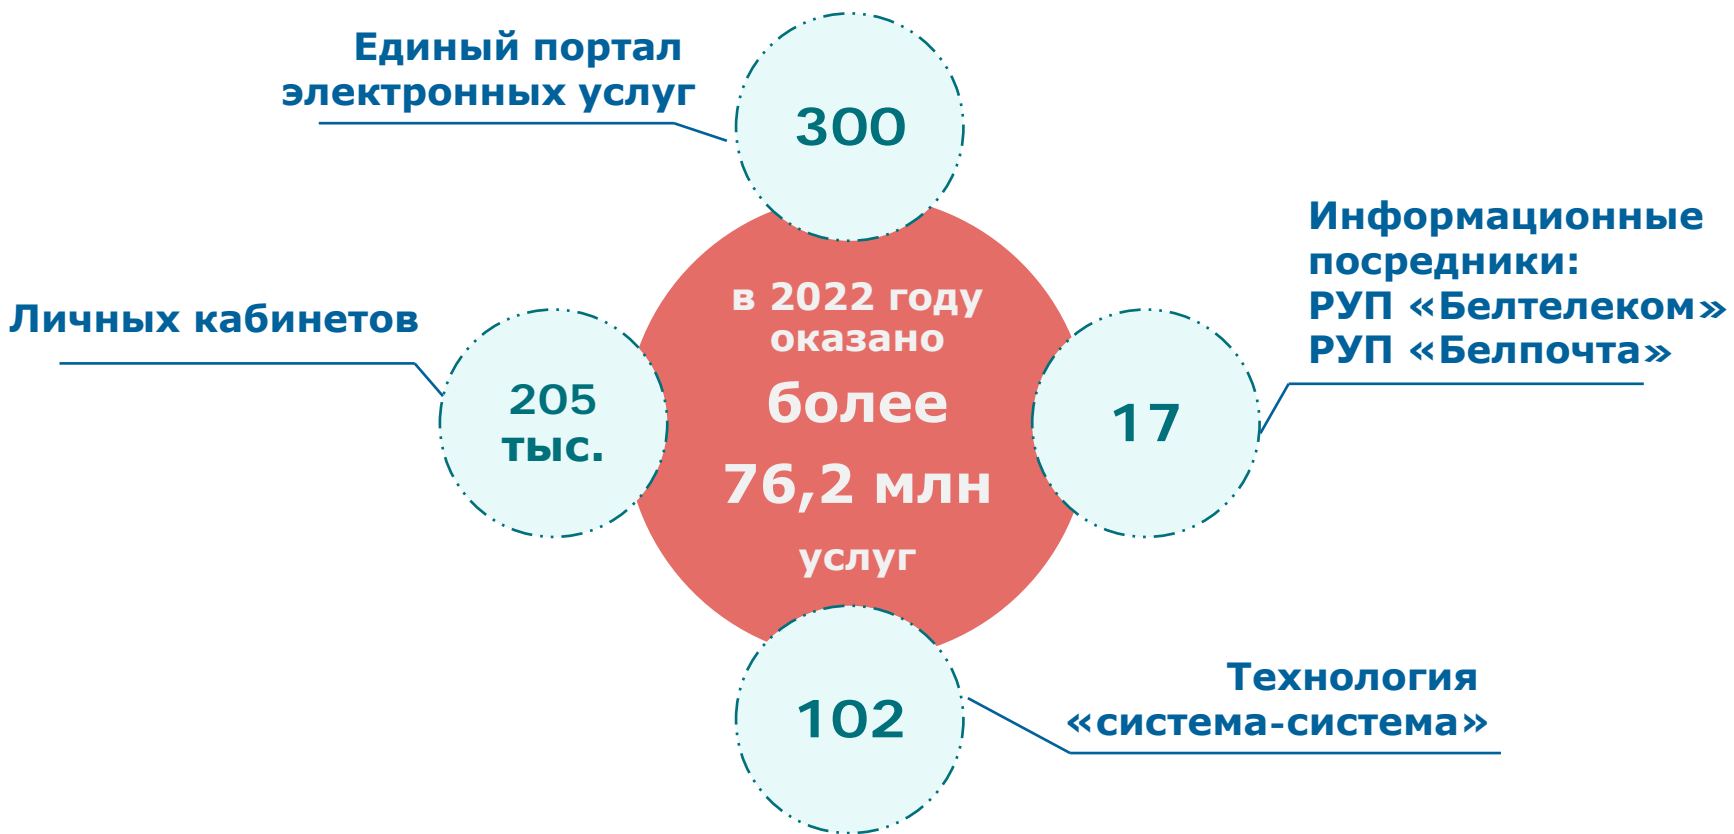 Единый портал
электронных услуг
300
Информационные
посредники:
РУП «Белтелеком»
РУП «Белпочта»
17
Личных кабинетов
205
тыс.
в 2022 году
оказано
более
76,2 млн
услуг
102
Технология
«система-система»